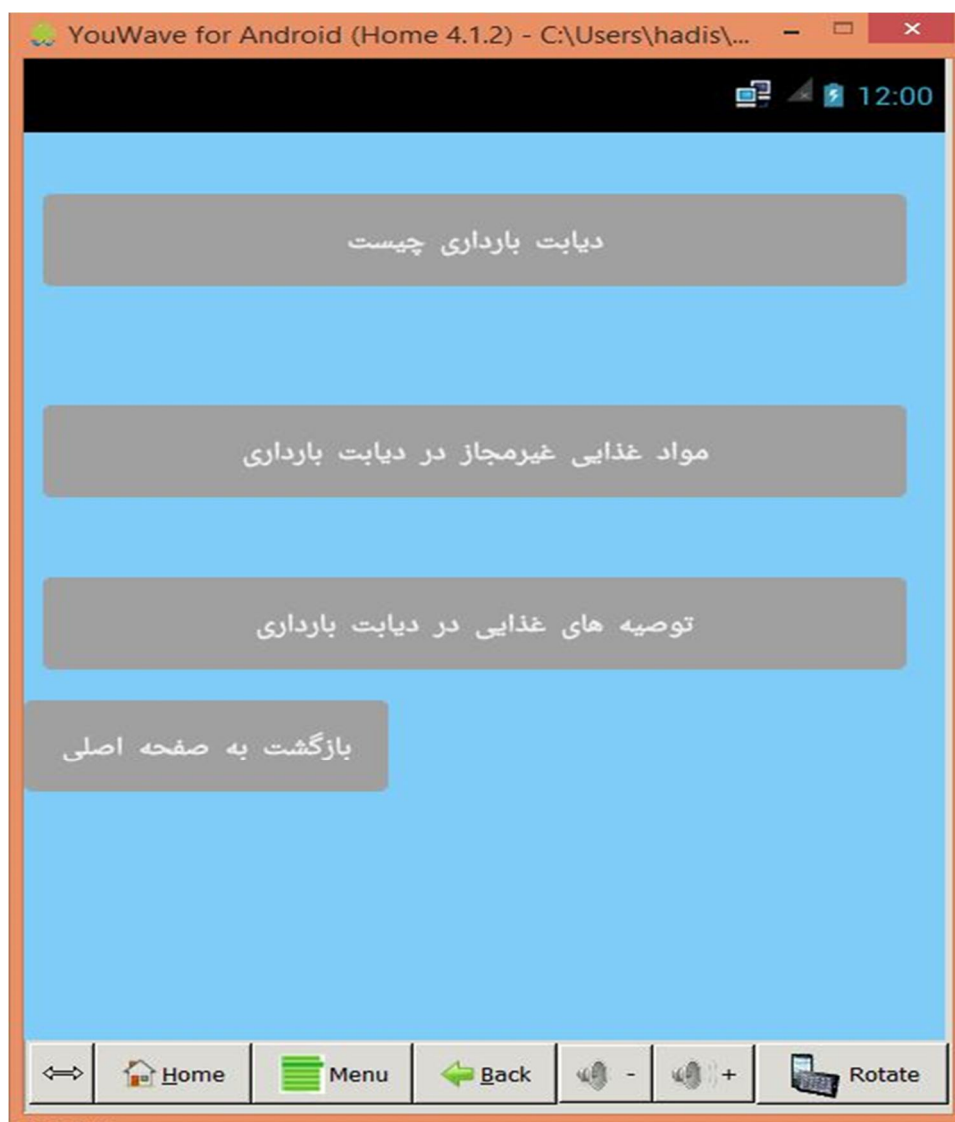 YouWave for Android (Home 4.1.2) - C:\Users\hadis\...
12:00
دیابت بارداری چیست
مواد غذایی غیرمجاز در دیابت بارداری
توصیه های غذایی در دیابت بارداری
بازگشت به صفحه اصلی
Home Menu Back - + Rotate